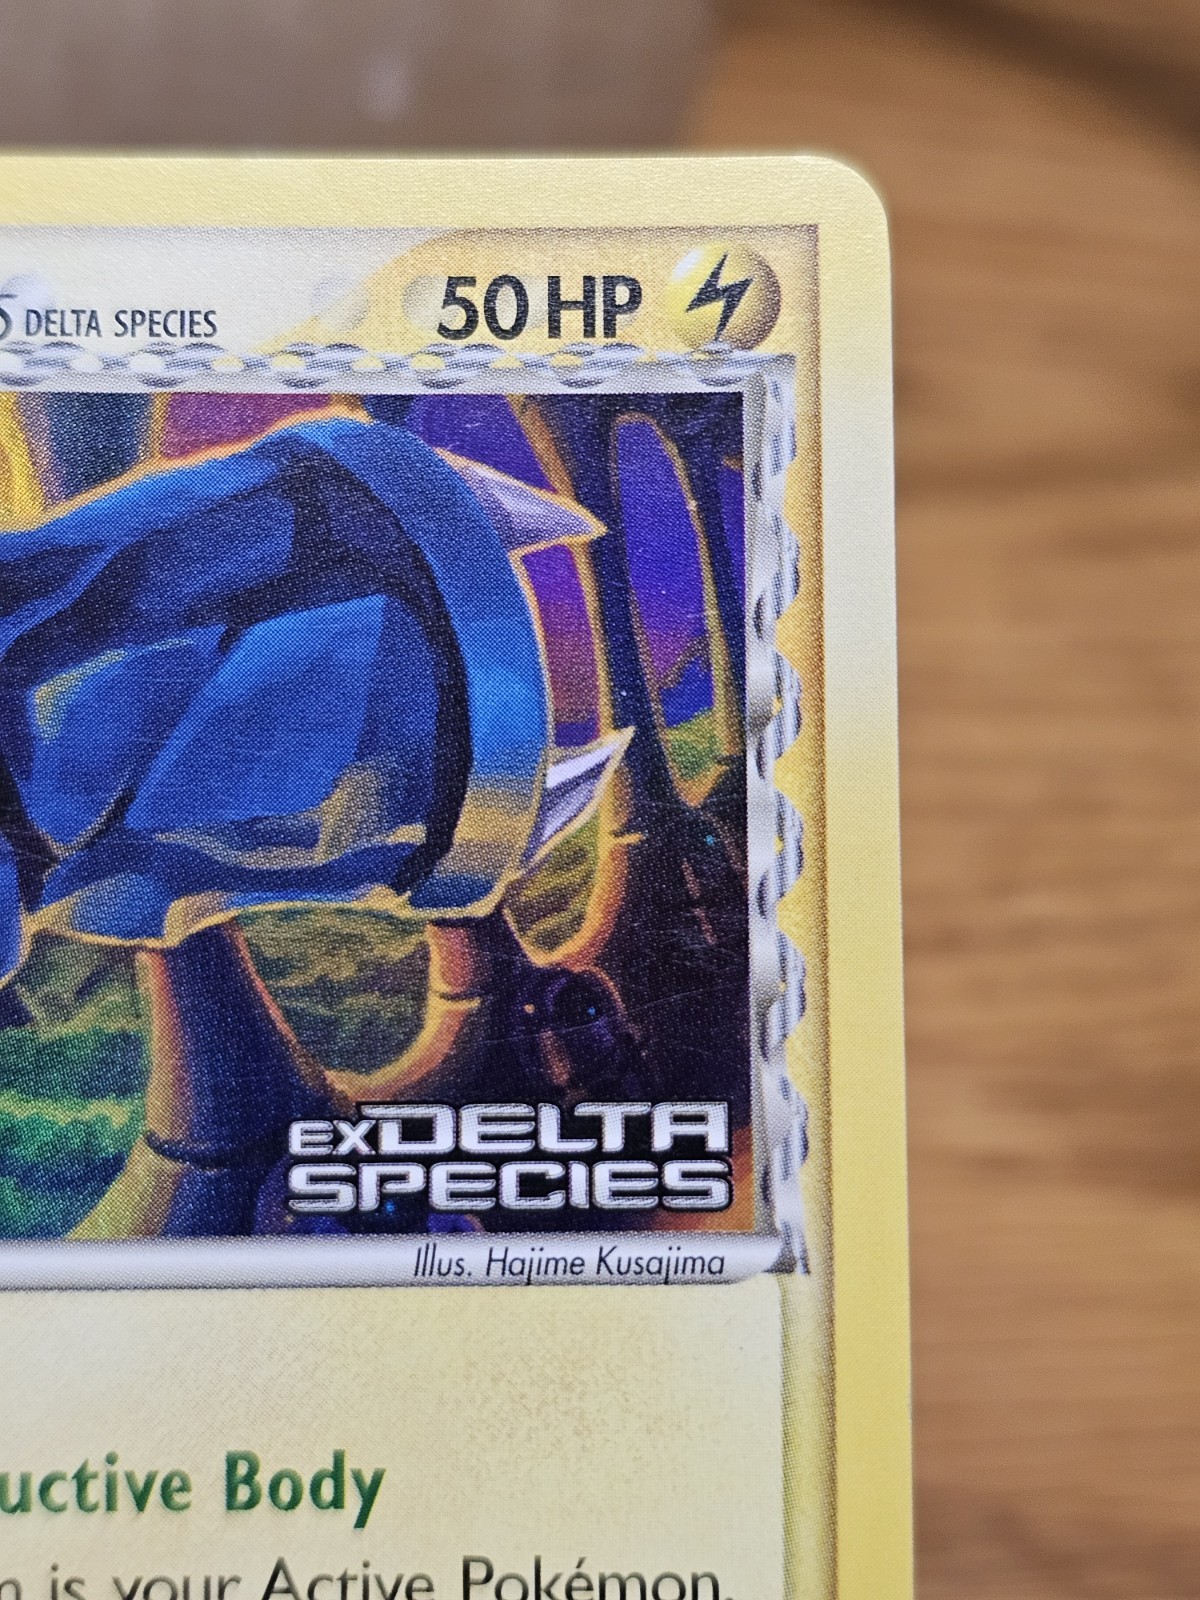 δ DELTA SPECIES 50 HP
EX DELTA
SPECIES
Illus. Hajime Kusajima
uctive Body
is your Active Pokémon,